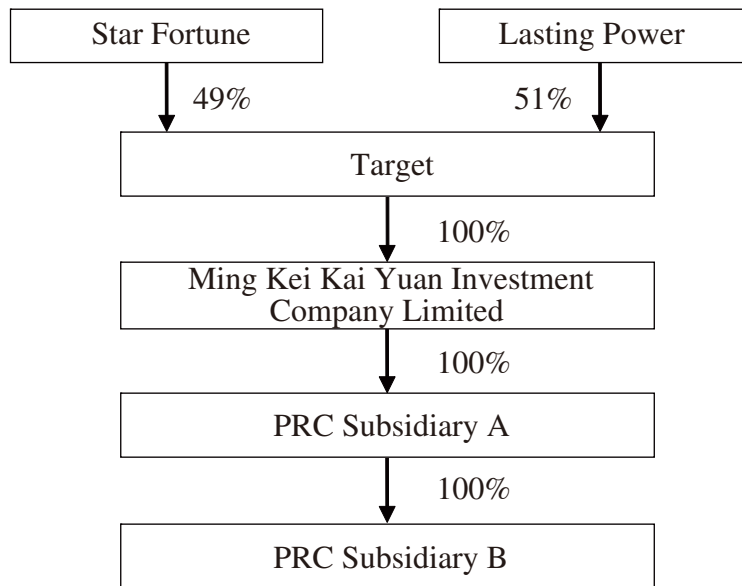 Star Fortune
Lasting Power
49%
51%
Target
100%
Ming Kei Kai Yuan Investment
Company Limited
100%
PRC Subsidiary A
100%
PRC Subsidiary B